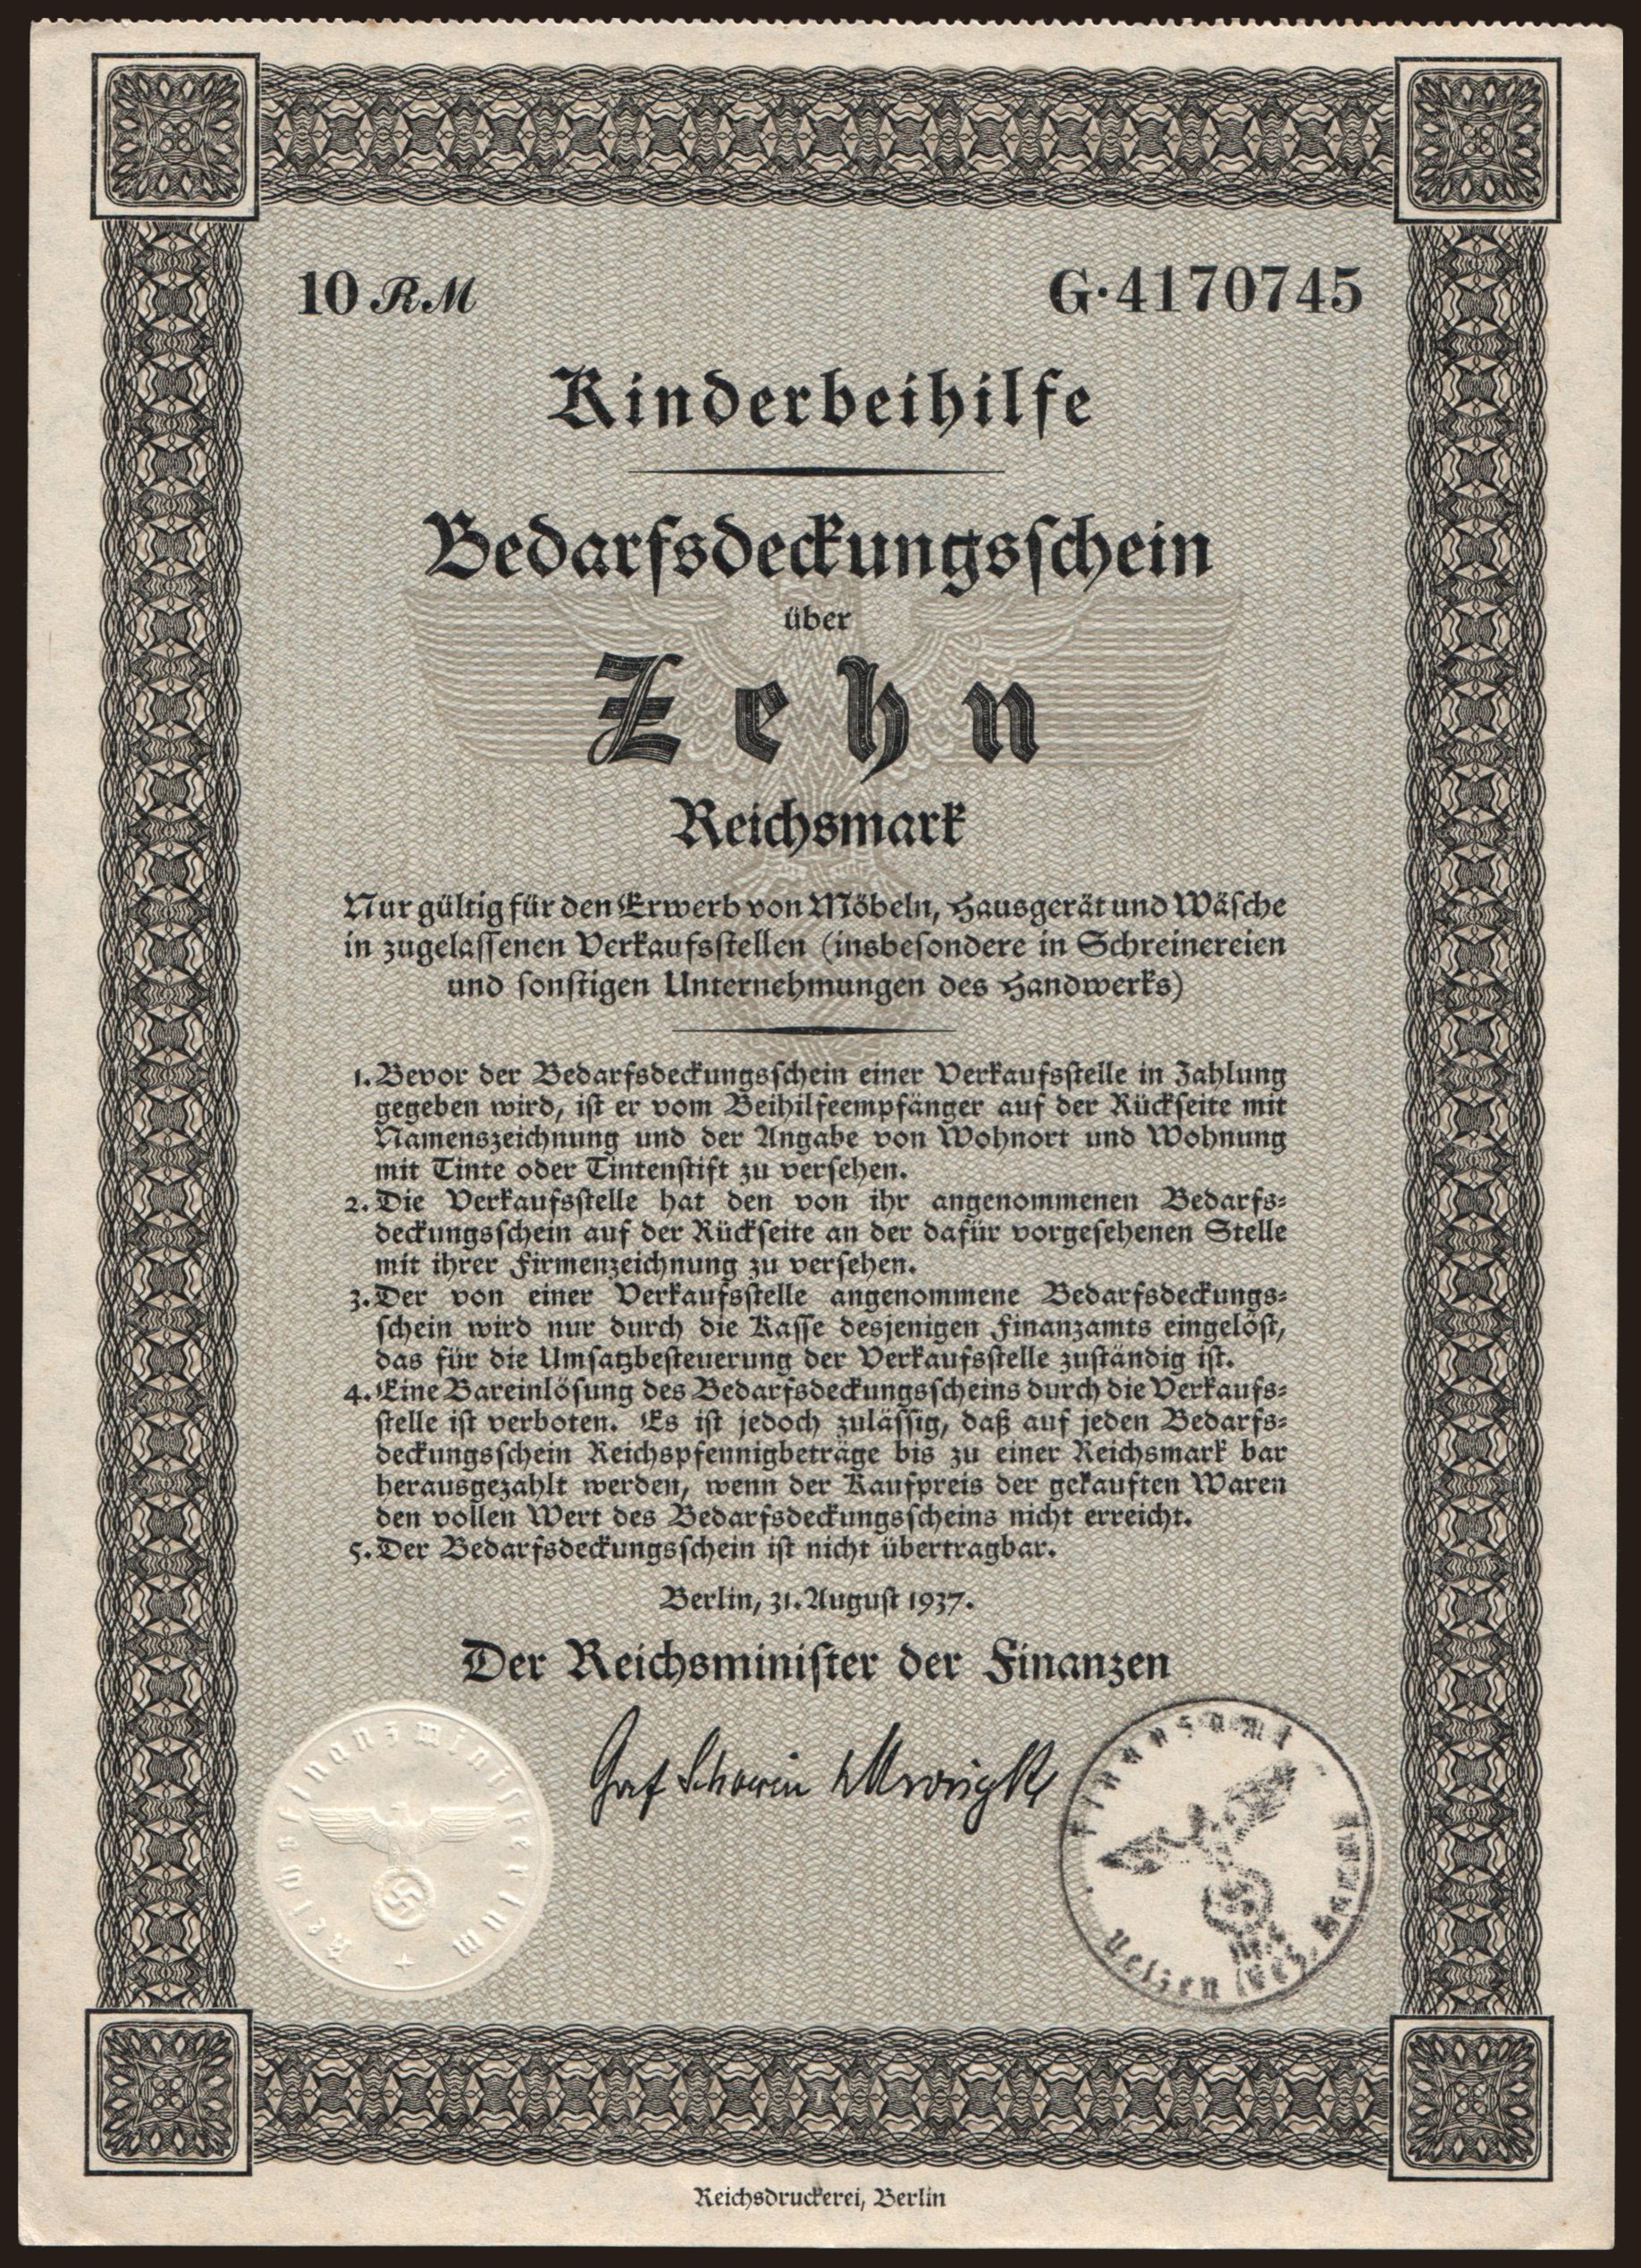 10 RM G·4170745
Kinderbeihilfe
Bedarfsdeckungsschein
über
Zehn
Reichsmark
Nur gültig für den Erwerb von Möbeln, Hausgerät und Wäsche
in zugelassenen Verkaufsstellen (insbesondere in Schreinereien
und sonstigen Unternehmungen des Handwerks)
1. Bevor der Bedarfsdeckungsschein einer Verkaufsstelle in Zahlung
gegeben wird, ist er vom Beihilfeempfänger auf der Rückseite mit
Namenszeichnung und der Angabe von Wohnort und Wohnung
mit Tinte oder Tintenstift zu versehen.
2. Die Verkaufsstelle hat den von ihr angenommenen Bedarfs-
deckungsschein auf der Rückseite an der dafür vorgesehenen Stelle
mit ihrer Firmenzeichnung zu versehen.
3. Der von einer Verkaufsstelle angenommene Bedarfsdeckungs-
schein wird nur durch die Kasse desjenigen Finanzamts eingelöst,
das für die Umsatzbesteuerung der Verkaufsstelle zuständig ist.
4. Eine Bareinlösung des Bedarfsdeckungsscheins durch die Verkaufs-
stelle ist verboten. Es ist jedoch zulässig, daß auf jeden Bedarfs-
deckungsschein Reichspfennigbeträge bis zu einer Reichsmark bar
herausgezahlt werden, wenn der Kaufpreis der gekauften Waren
den vollen Wert des Bedarfsdeckungsscheins nicht erreicht.
5. Der Bedarfsdeckungsschein ist nicht übertragbar.
Berlin, 31. August 1937.
Der Reichsminister der Finanzen
Graf Schwerin von Krosigk
Reichsfinanzministerium
Finanzamt
Uelzen (Bez.
Reichsdruckerei, Berlin